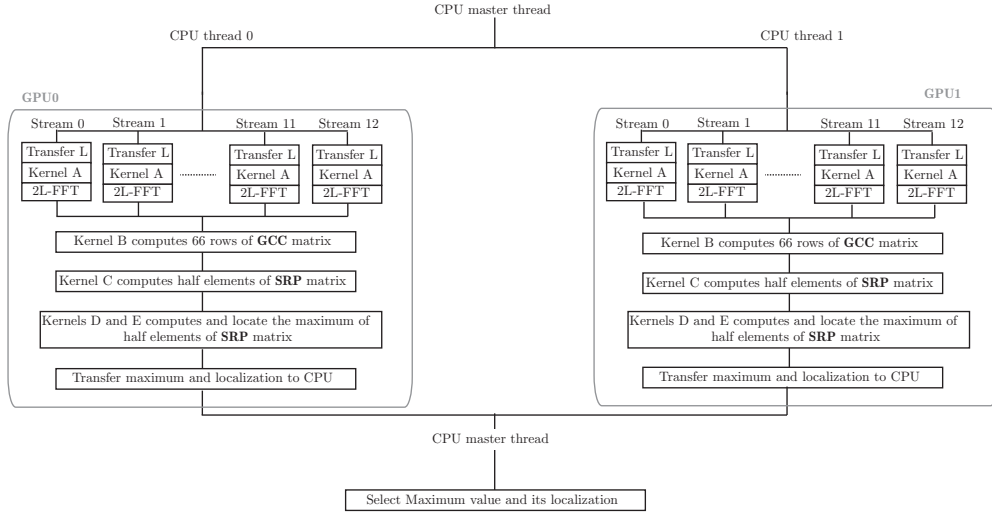 CPU master thread
CPU thread 0
CPU thread 1
GPU0
Stream 0 Stream 1 Stream 11 Stream 12
Transfer L Transfer L Transfer L Transfer L
Kernel A Kernel A Kernel A Kernel A
2L-FFT 2L-FFT 2L-FFT 2L-FFT
Kernel B computes 66 rows of GCC matrix
Kernel C computes half elements of SRP matrix
Kernels D and E computes and locate the maximum of
half elements of SRP matrix
Transfer maximum and localization to CPU
GPU1
Stream 0 Stream 1 Stream 11 Stream 12
Transfer L Transfer L Transfer L Transfer L
Kernel A Kernel A Kernel A Kernel A
2L-FFT 2L-FFT 2L-FFT 2L-FFT
Kernel B computes 66 rows of GCC matrix
Kernel C computes half elements of SRP matrix
Kernels D and E computes and locate the maximum of
half elements of SRP matrix
Transfer maximum and localization to CPU
CPU master thread
Select Maximum value and its localization